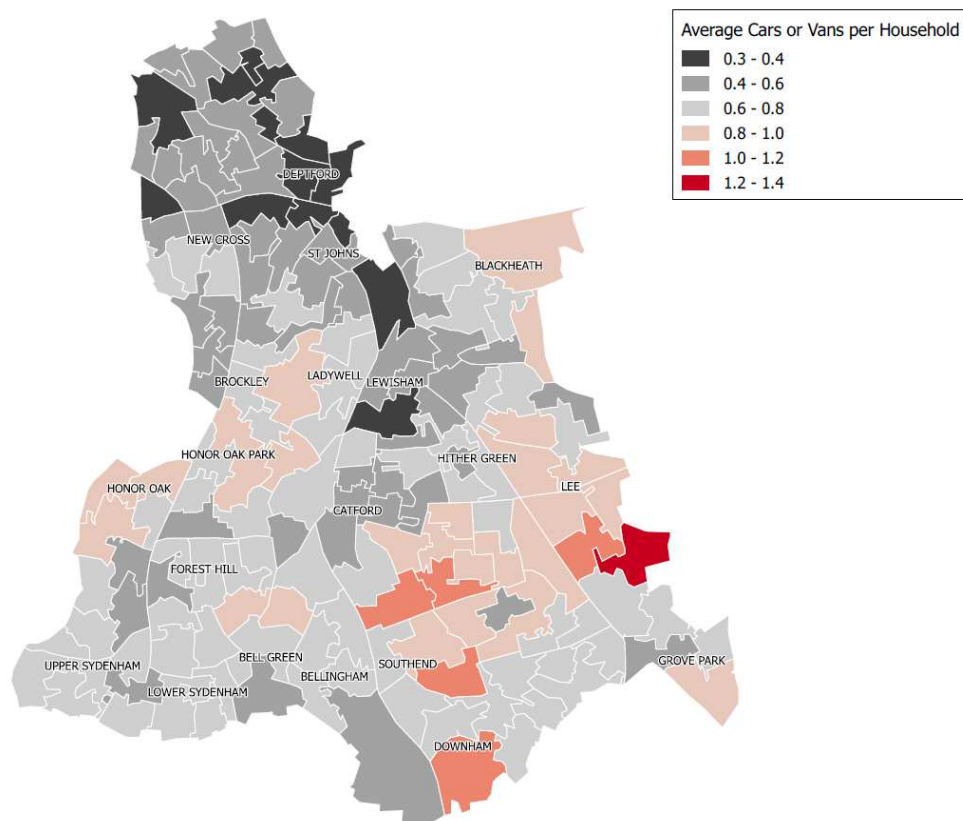 Average Cars or Vans per Household
0.3 - 0.4
0.4 - 0.6
0.6 - 0.8
0.8 - 1.0
1.0 - 1.2
1.2 - 1.4
DEPTFORD
NEW CROSS
ST JOHNS
BLACKHEATH
LADYWELL
BROCKLEY
LEWISHAM
HONOR OAK PARK
HITHER GREEN
HONOR OAK
LEE
CATFORD
FOREST HILL
BELL GREEN
GROVE PARK
UPPER SYDENHAM
SOUTHEND
BELLINGHAM
LOWER SYDENHAM
DOWNHAM